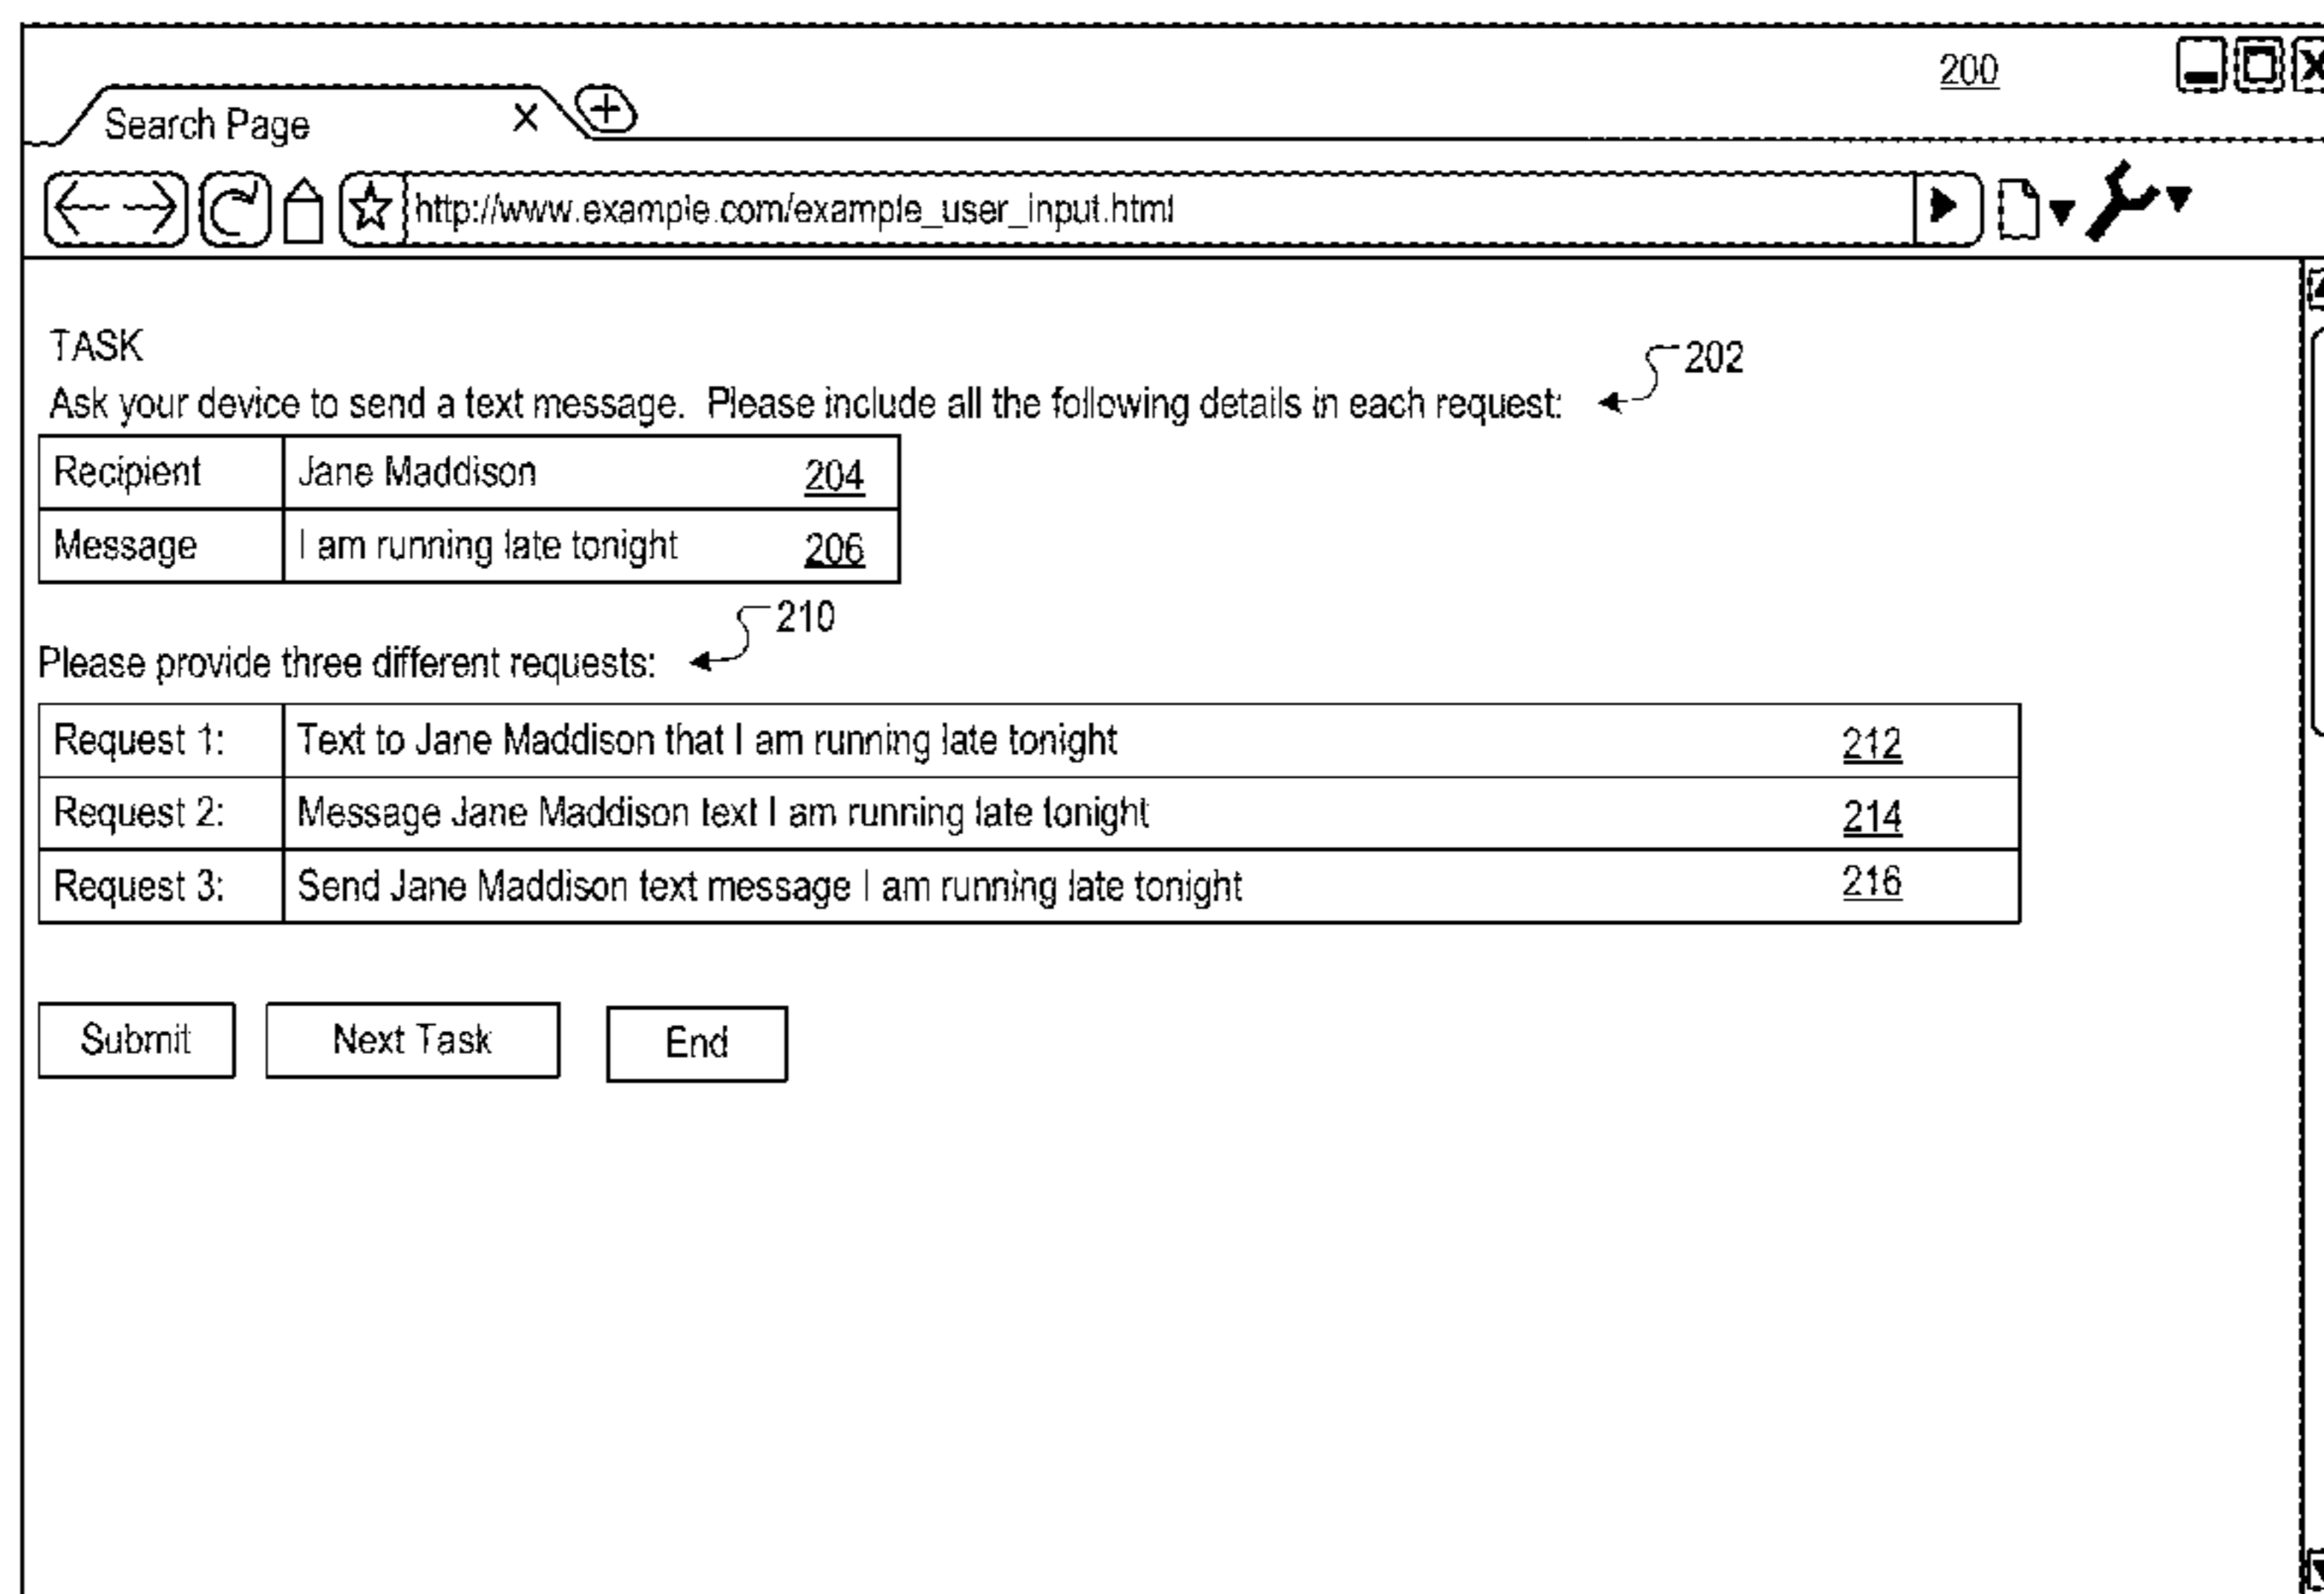 200
Search Page
http://www.example.com/example_user_input.html
TASK
202
Ask your device to send a text message. Please include all the following details in each request:
Recipient Jane Maddison 204
Message I am running late tonight 206
210
Please provide three different requests:
Request 1: Text to Jane Maddison that I am running late tonight 212
Request 2: Message Jane Maddison text I am running late tonight 214
Request 3: Send Jane Maddison text message I am running late tonight 216
Submit Next Task End